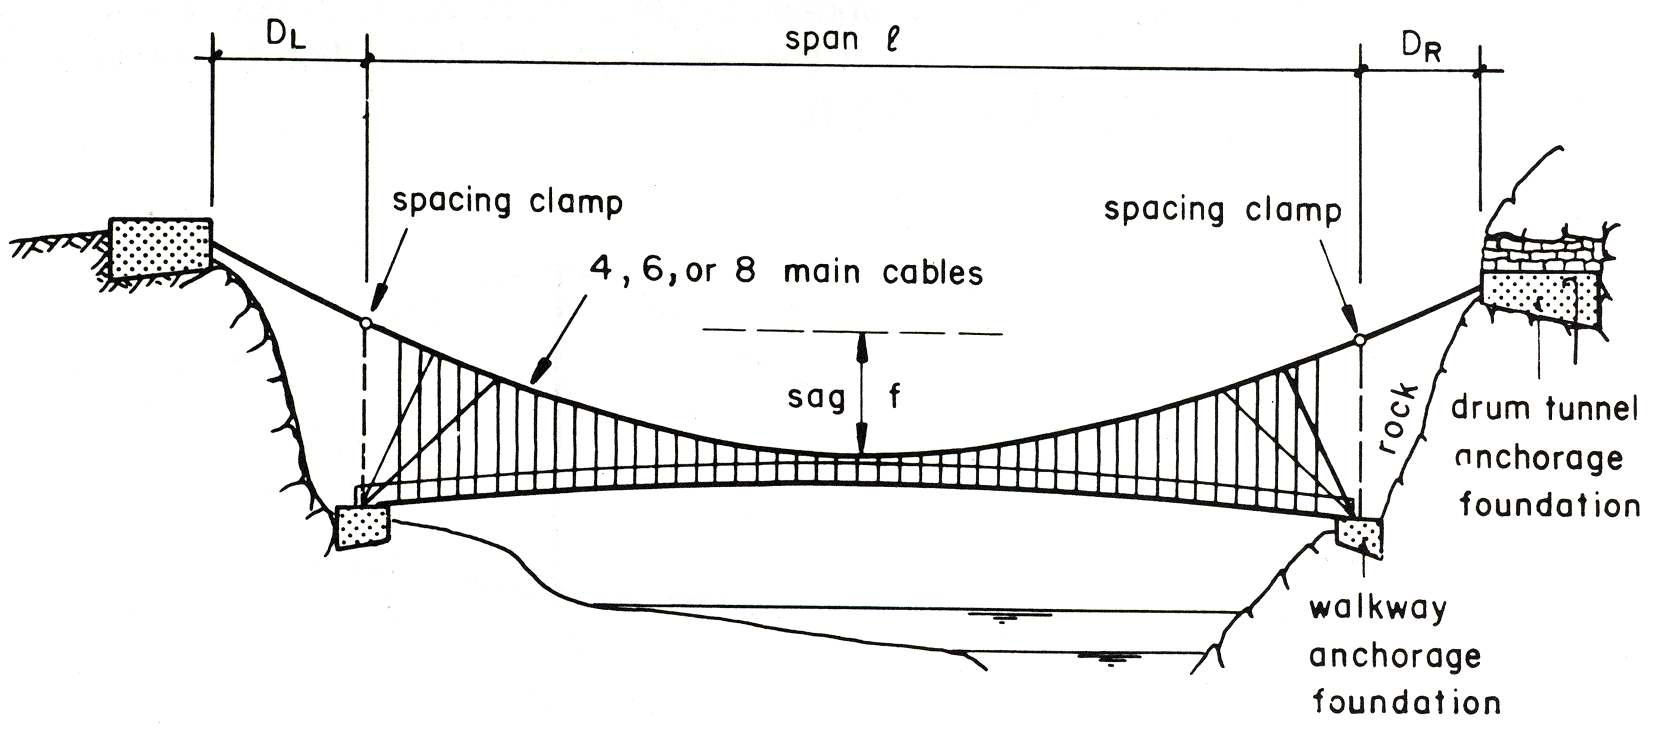 DL
span ℓ
DR
spacing clamp
spacing clamp
4, 6, or 8 main cables
sag f
rock
drum tunnel
anchorage
foundation
walkway
anchorage
foundation